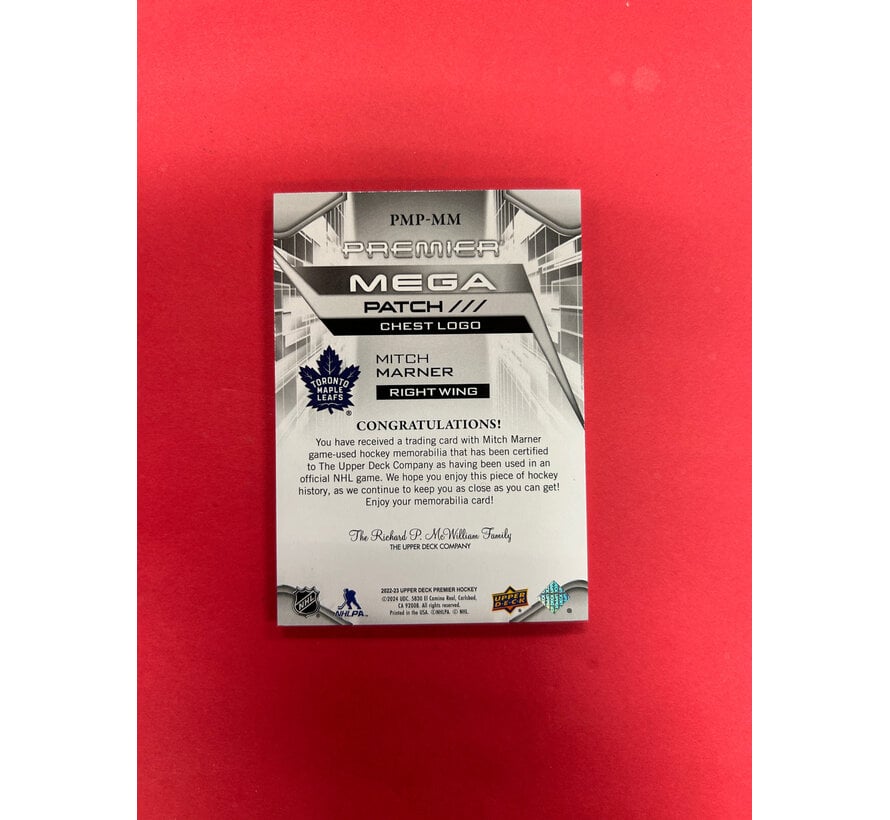 PMP-MM
PREMIER
MEGA
PATCH ///
CHEST LOGO
TORONTO
MAPLE
LEAFS
®
MITCH
MARNER
RIGHT WING
CONGRATULATIONS!
You have received a trading card with Mitch Marner
game-used hockey memorabilia that has been certified
to The Upper Deck Company as having been used in an
official NHL game. We hope you enjoy this piece of hockey
history, as we continue to keep you as close as you can get!
Enjoy your memorabilia card!
The Richard P. McWilliam Family
THE UPPER DECK COMPANY
NHL
NHLPA
2022-23 UPPER DECK PREMIER HOCKEY
©2024 UDC. 5830 El Camino Real, Carlsbad,
CA 92008. All rights reserved.
Printed in the USA. ©NHLPA. © NHL.
UPPER
DECK
®